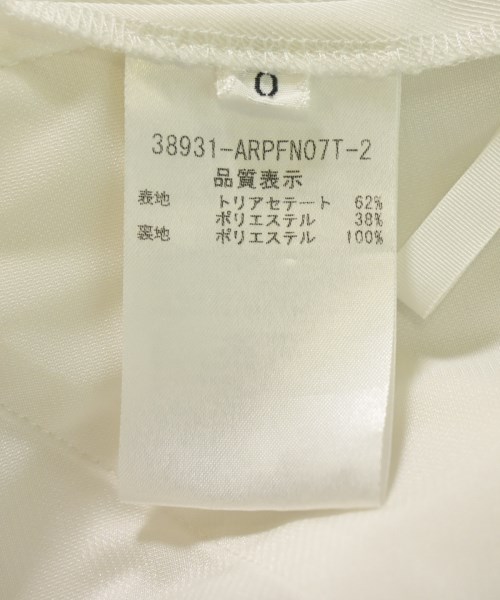 0
38931-ARPFN07T-2
品質表示
表地 トリアセテート 62%
ポリエステル 38%
裏地 ポリエステル 100%